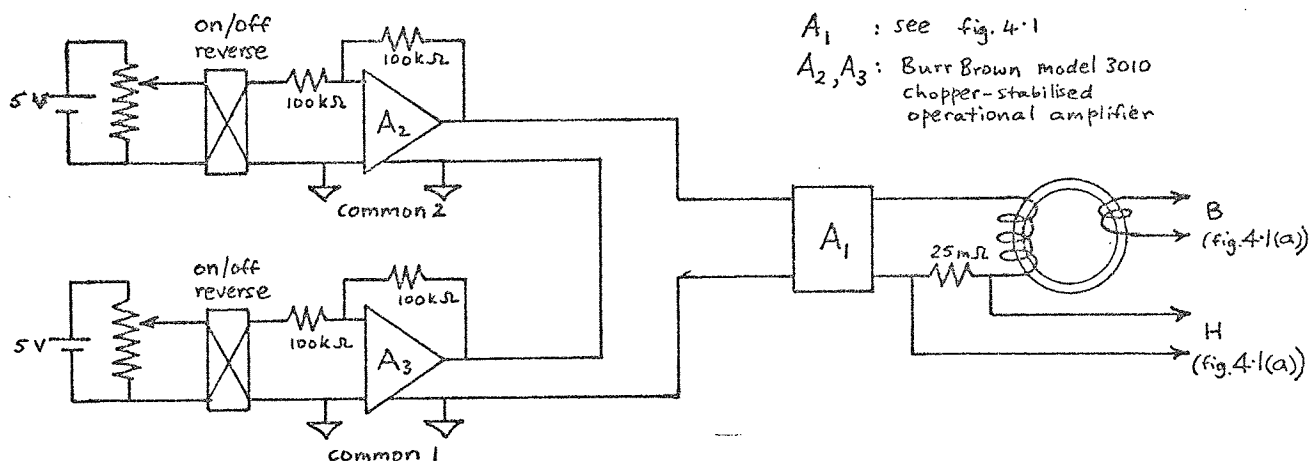 on/off
reverse
100kΩ
5 V
100kΩ
A2
common 2
on/off
reverse
100kΩ
5 V
100kΩ
A3
common 1
A1 : see fig. 4.1
A2, A3 : Burr Brown model 3010
chopper-stabilised
operational amplifier
A1
25mΩ
B
(fig. 4.1(a))
H
(fig. 4.1(a))